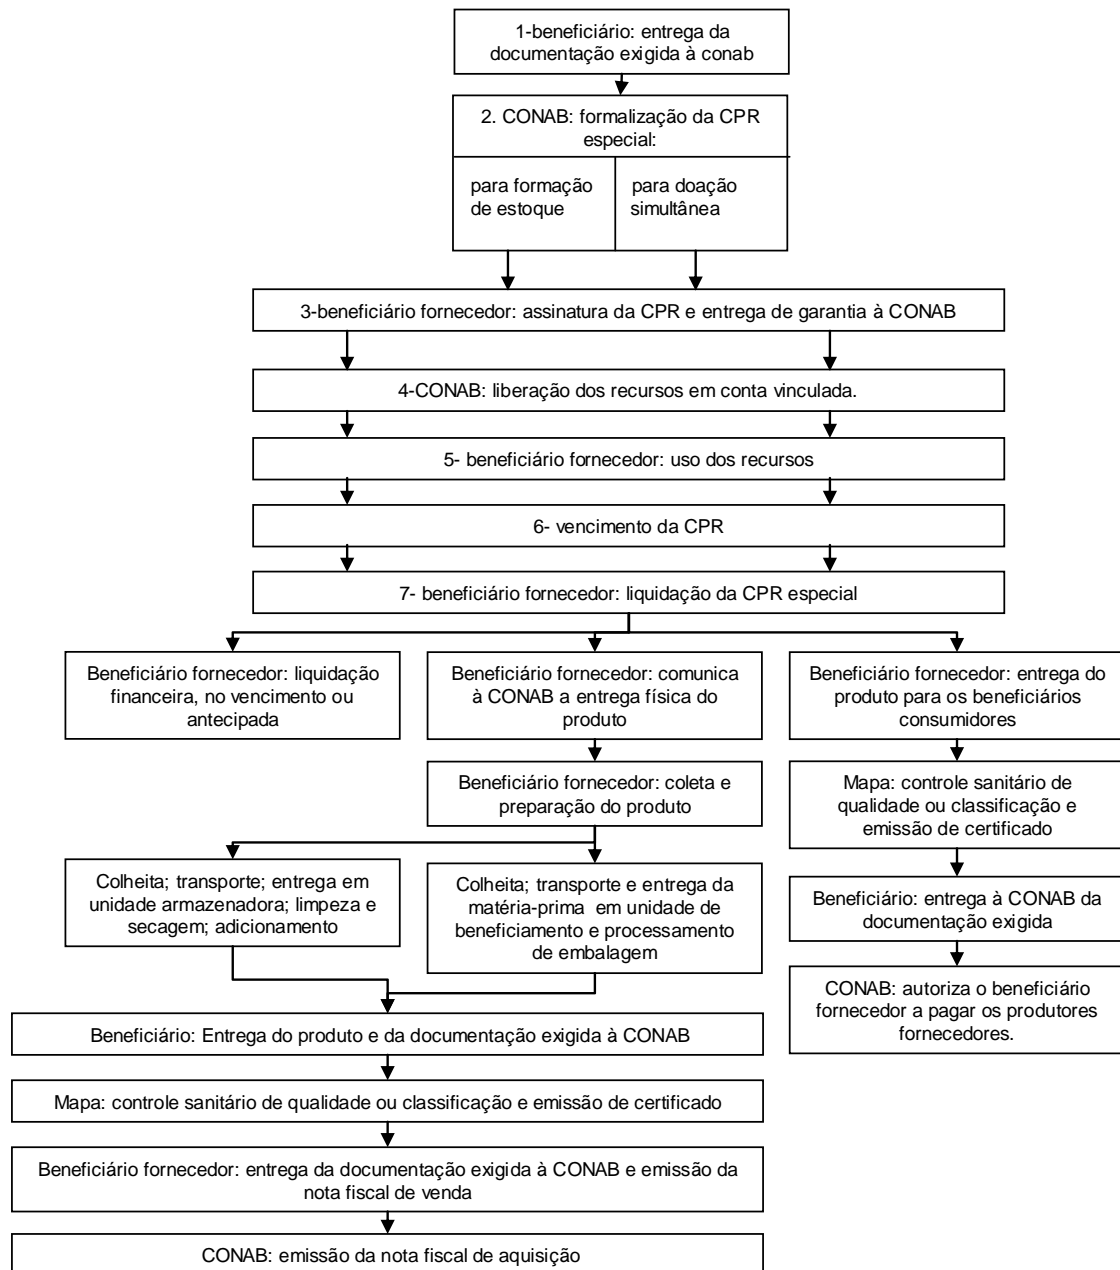 1-beneficiário: entrega da
documentação exigida à conab
2. CONAB: formalização da CPR
especial:
para formação
de estoque
para doação
simultânea
3-beneficiário fornecedor: assinatura da CPR e entrega de garantia à CONAB
4-CONAB: liberação dos recursos em conta vinculada.
5- beneficiário fornecedor: uso dos recursos
6- vencimento da CPR
7- beneficiário fornecedor: liquidação da CPR especial
Beneficiário fornecedor: liquidação
financeira, no vencimento ou
antecipada
Beneficiário fornecedor: comunica
à CONAB a entrega física do
produto
Beneficiário fornecedor: entrega do
produto para os beneficiários
consumidores
Beneficiário fornecedor: coleta e
preparação do produto
Mapa: controle sanitário de
qualidade ou classificação e
emissão de certificado
Colheita; transporte; entrega em
unidade armazenadora; limpeza e
secagem; adicionamento
Colheita; transporte e entrega da
matéria-prima em unidade de
beneficiamento e processamento
de embalagem
Beneficiário: entrega à CONAB da
documentação exigida
CONAB: autoriza o beneficiário
fornecedor a pagar os produtores
fornecedores.
Beneficiário: Entrega do produto e da documentação exigida à CONAB
Mapa: controle sanitário de qualidade ou classificação e emissão de certificado
Beneficiário fornecedor: entrega da documentação exigida à CONAB e emissão da
nota fiscal de venda
CONAB: emissão da nota fiscal de aquisição